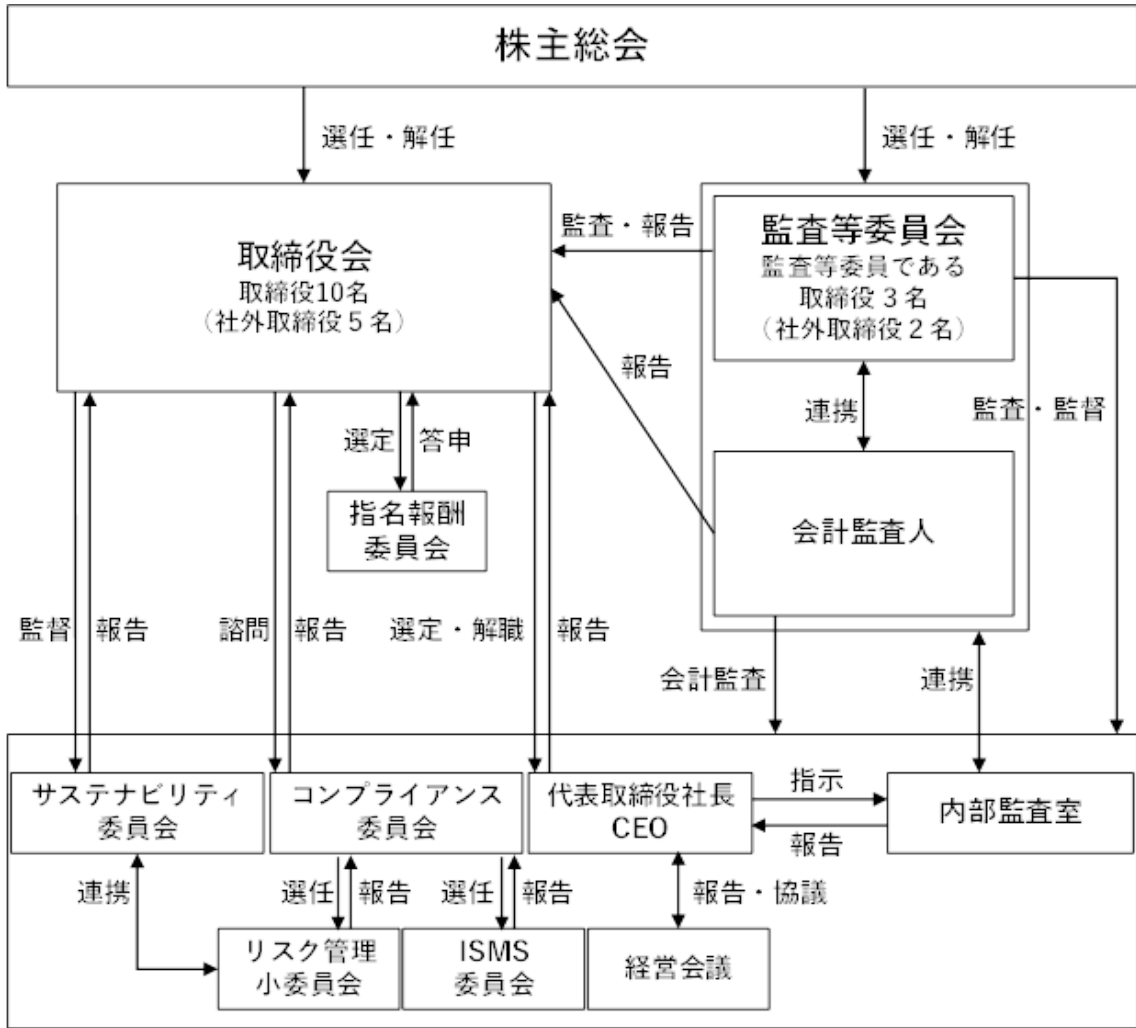 株主総会
選任・解任
選任・解任
取締役会
取締役10名
（社外取締役５名）
監査・報告
監査等委員会
監査等委員である
取締役３名
（社外取締役２名）
報告
連携
監査・監督
選定
答申
指名報酬
委員会
会計監査人
監督
報告
諮問
報告
選定・解職
報告
会計監査
連携
サステナビリティ
委員会
コンプライアンス
委員会
代表取締役社長
CEO
指示
報告
内部監査室
連携
選任
報告
選任
報告
報告・協議
リスク管理
小委員会
ISMS
委員会
経営会議